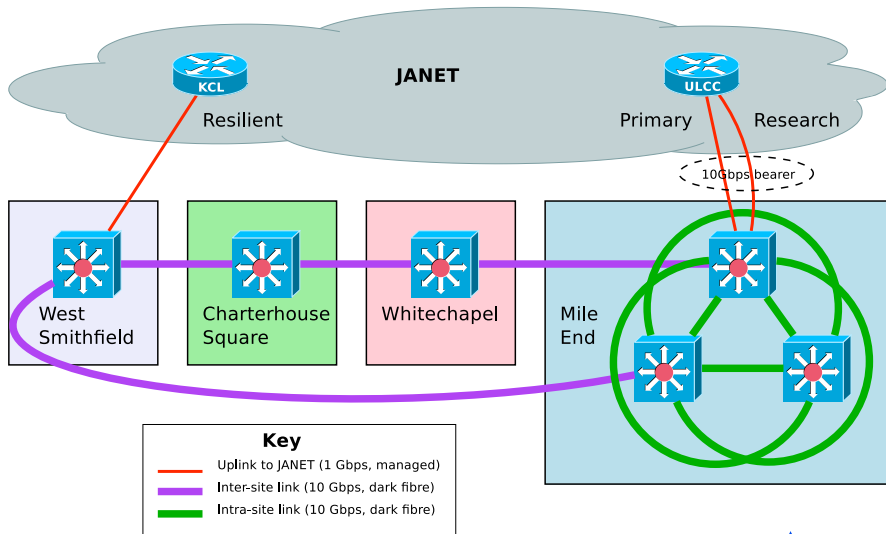 JANET
KCL
ULCC
Resilient
Primary
Research
10Gbps bearer
West
Smithfield
Charterhouse
Square
Whitechapel
Mile
End
Key
Uplink to JANET (1 Gbps, managed)
Inter-site link (10 Gbps, dark fibre)
Intra-site link (10 Gbps, dark fibre)